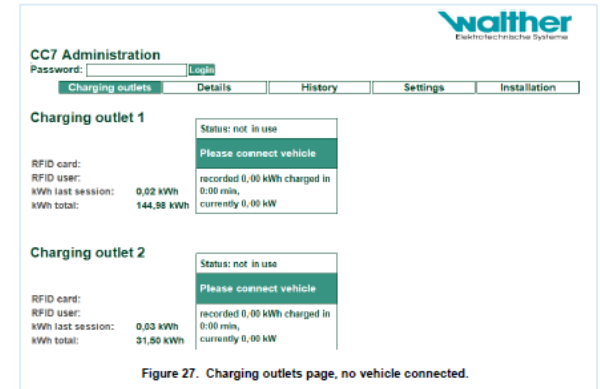 walther
Elektrotechnische Systeme
CC7 Administration
Password: Login
Charging outlets Details History Settings Installation
Charging outlet 1
Status: not in use
Please connect vehicle
RFID card:
RFID user:
recorded 0,00 kWh charged in
kWh last session: 0,02 kWh 0:00 min,
kWh total: 144,98 kWh currently 0,00 kW
Charging outlet 2
Status: not in use
Please connect vehicle
RFID card:
RFID user:
recorded 0,00 kWh charged in
kWh last session: 0,03 kWh 0:00 min,
kWh total: 31,50 kWh currently 0,00 kW
Figure 27. Charging outlets page, no vehicle connected.